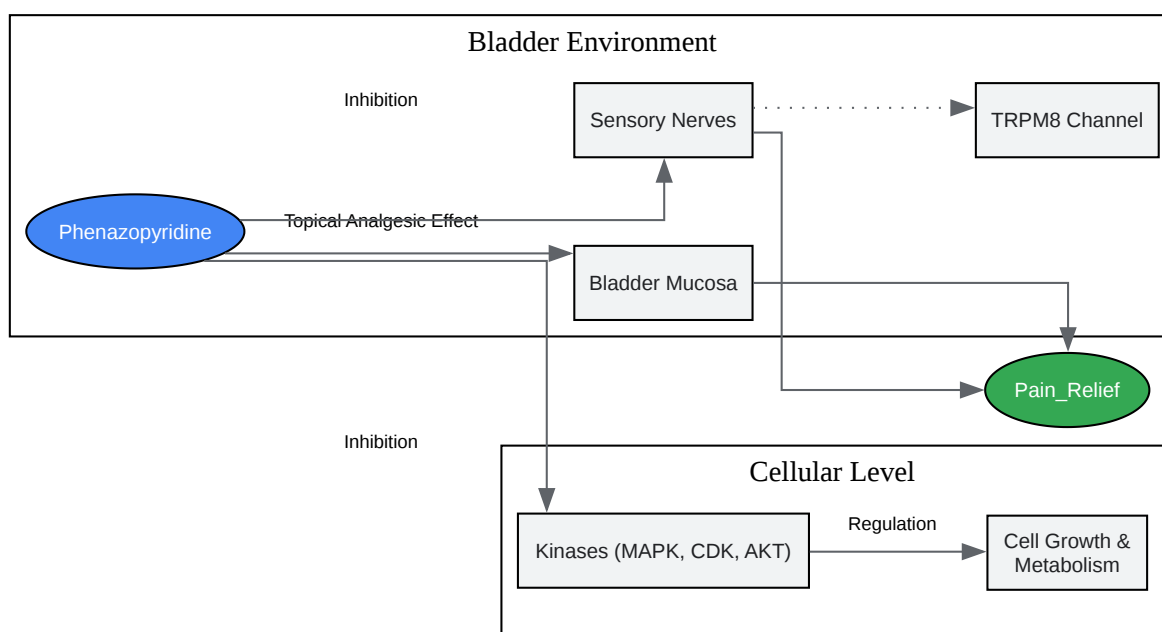 Bladder Environment
Inhibition
Sensory Nerves
TRPM8 Channel
Phenazopyridine
Topical Analgesic Effect
Bladder Mucosa
Pain_Relief
Inhibition
Cellular Level
Kinases (MAPK, CDK, AKT)
Regulation
Cell Growth &
Metabolism